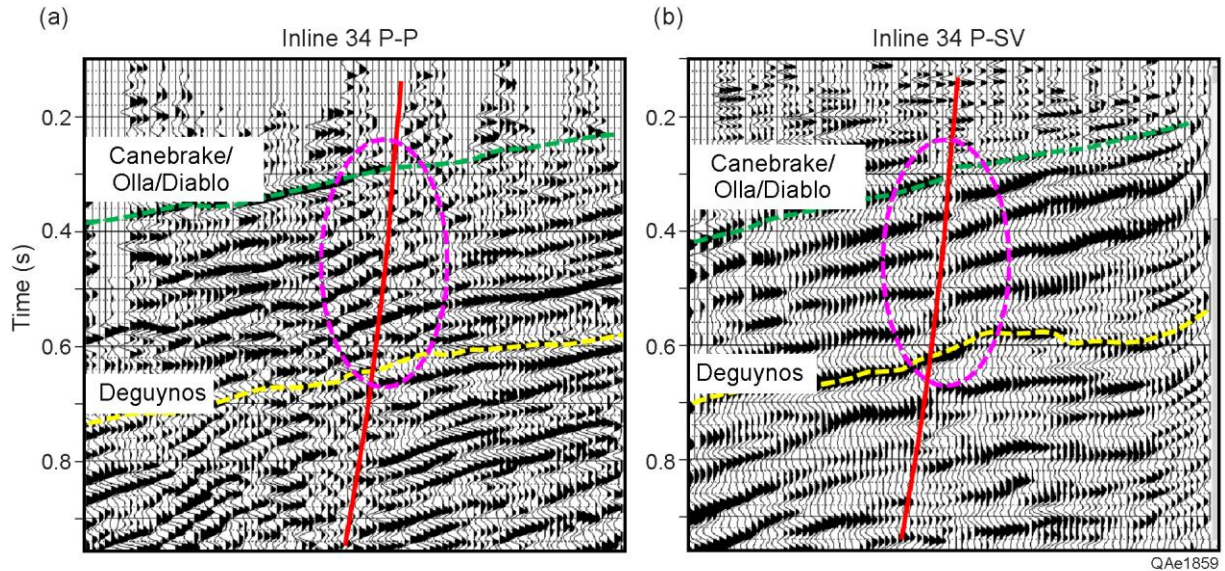 (a)
Inline 34 P-P
0.2
0.4
0.6
0.8
Time (s)
Canebrake/
Olla/Diablo
Deguynos
(b)
Inline 34 P-SV
0.2
0.4
0.6
0.8
Canebrake/
Olla/Diablo
Deguynos
QAe1859